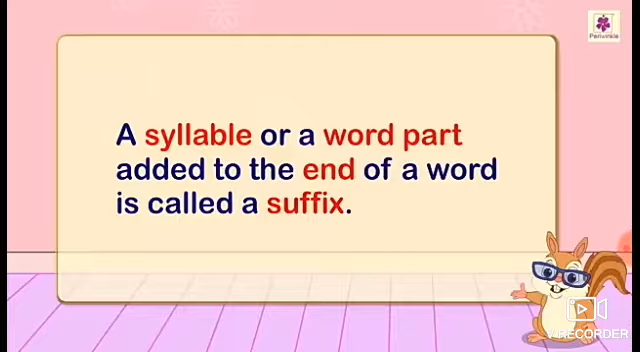 Periwinkle
A syllable or a word part
added to the end of a word
is called a suffix.
V RECORDER